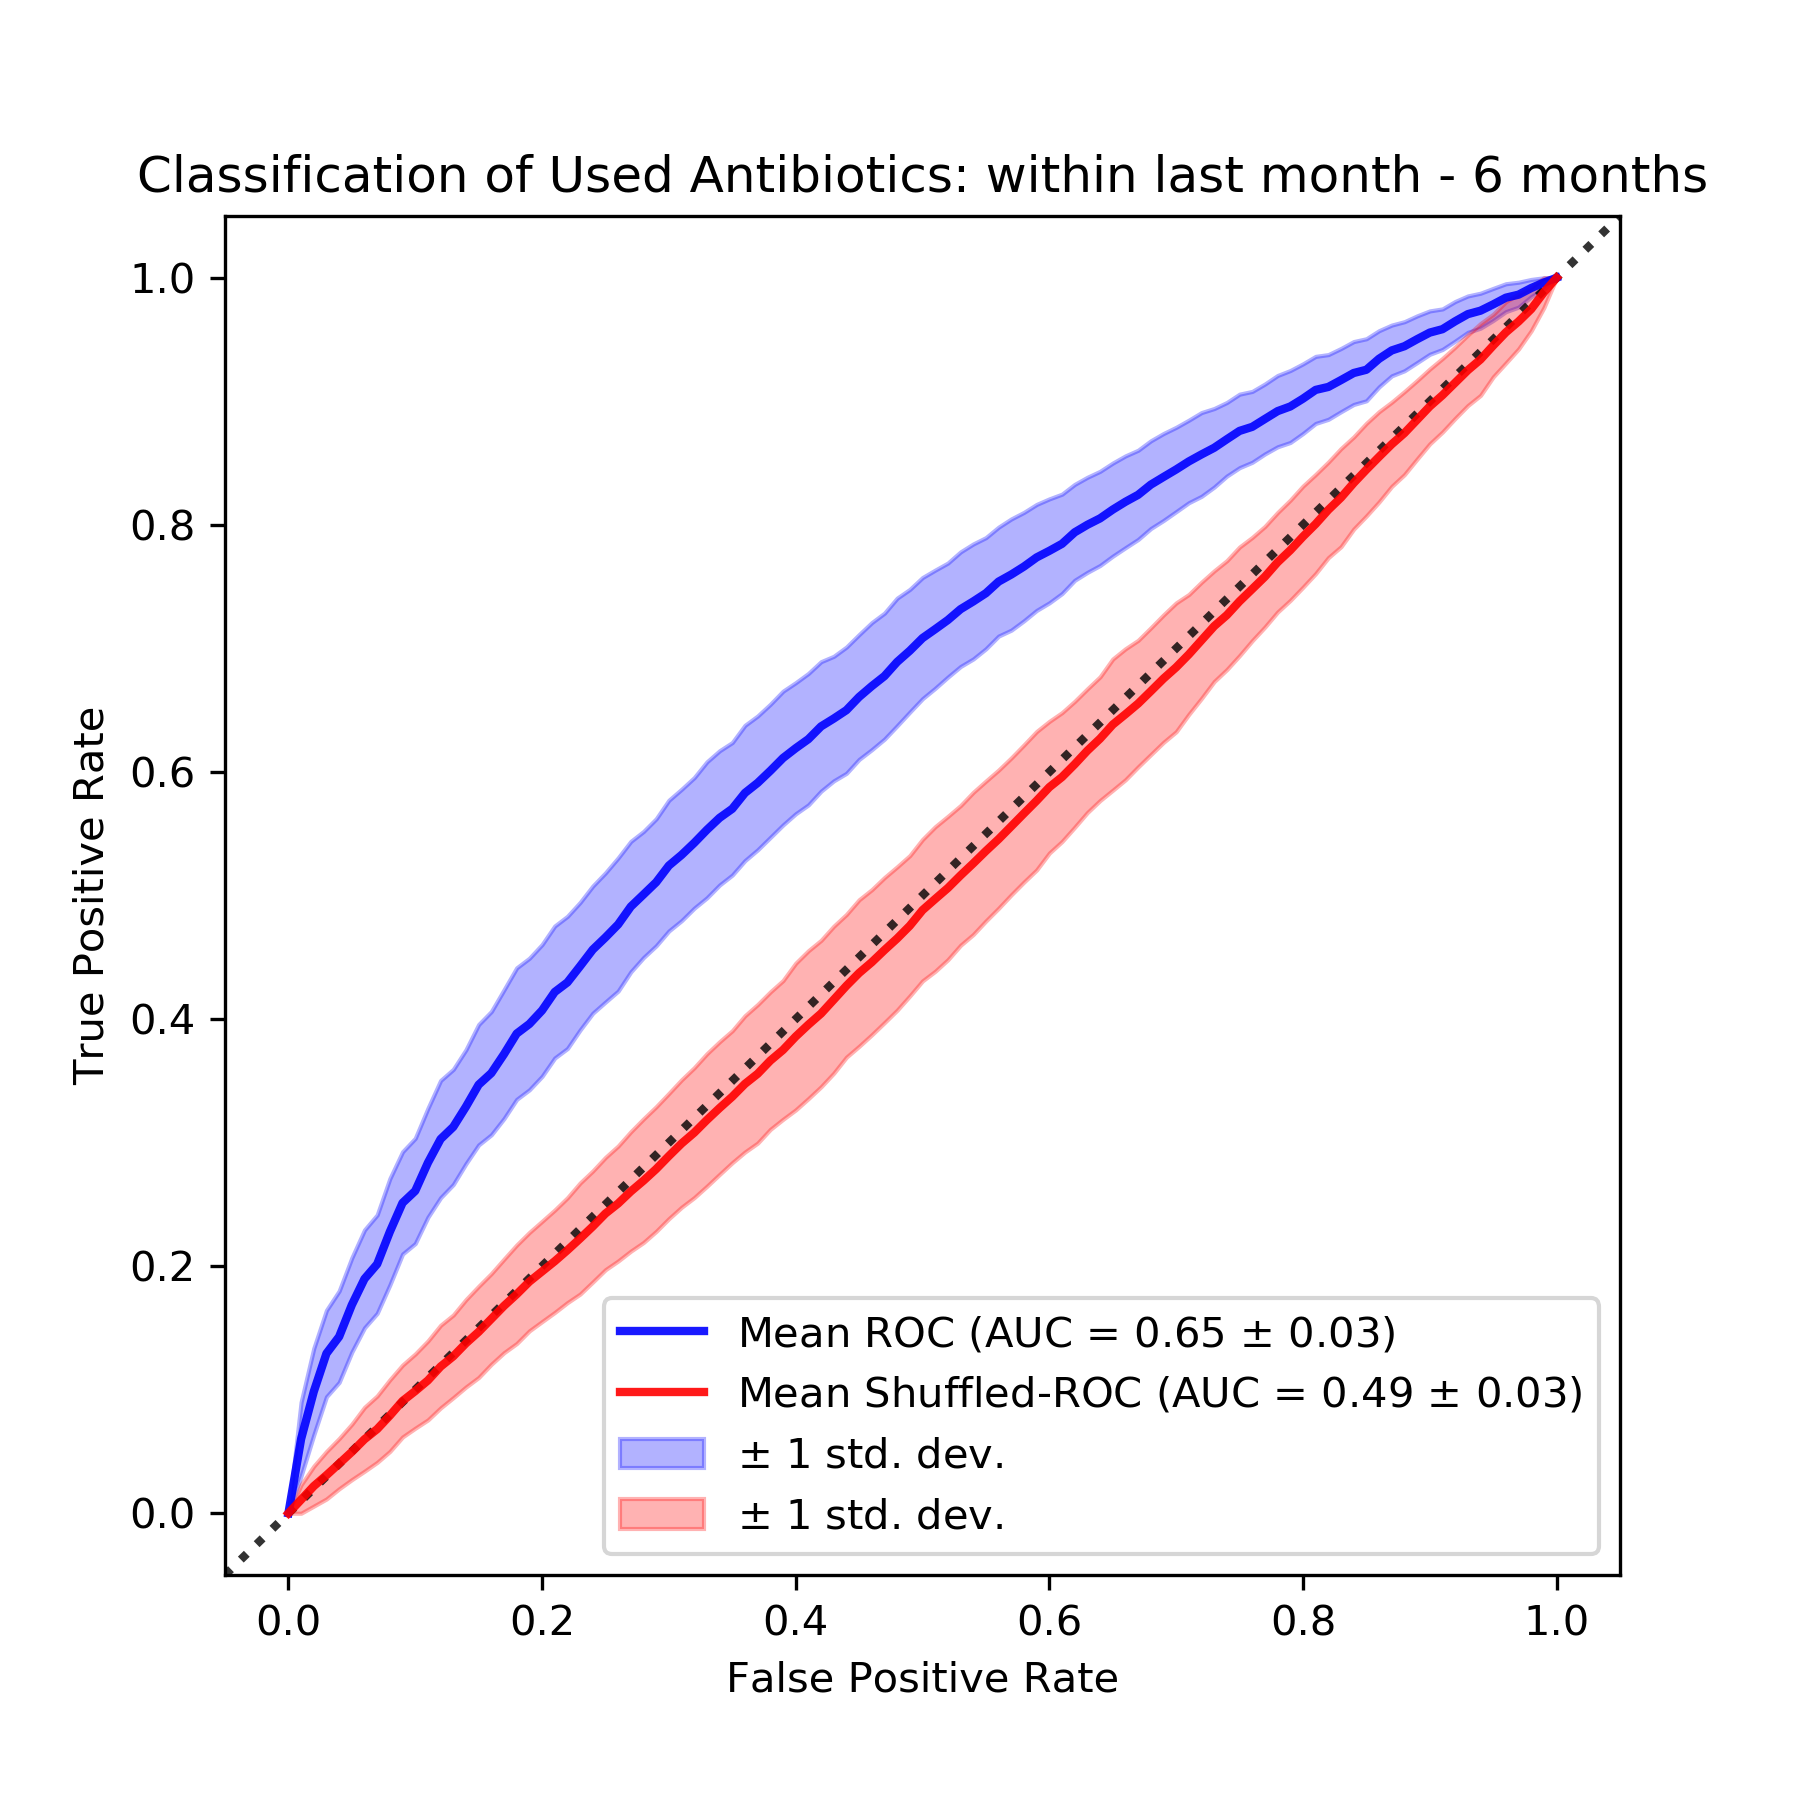 Classification of Used Antibiotics: within last month - 6 months
1.0
0.8
0.6
0.4
0.2
0.0
True Positive Rate
Mean ROC (AUC = 0.65 ± 0.03)
Mean Shuffled-ROC (AUC = 0.49 ± 0.03)
± 1 std. dev.
± 1 std. dev.
0.0 0.2 0.4 0.6 0.8 1.0
False Positive Rate